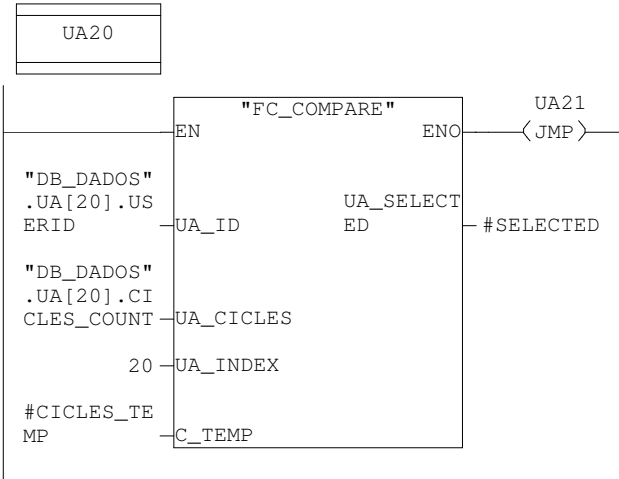 UA20
"FC_COMPARE"
UA21
EN
ENO
JMP
"DB_DADOS"
.UA[20].US
ERID
UA_ID
UA_SELECT
ED
#SELECTED
"DB_DADOS"
.UA[20].CI
CLES_COUNT
UA_CICLES
20
UA_INDEX
#CICLES_TE
MP
C_TEMP